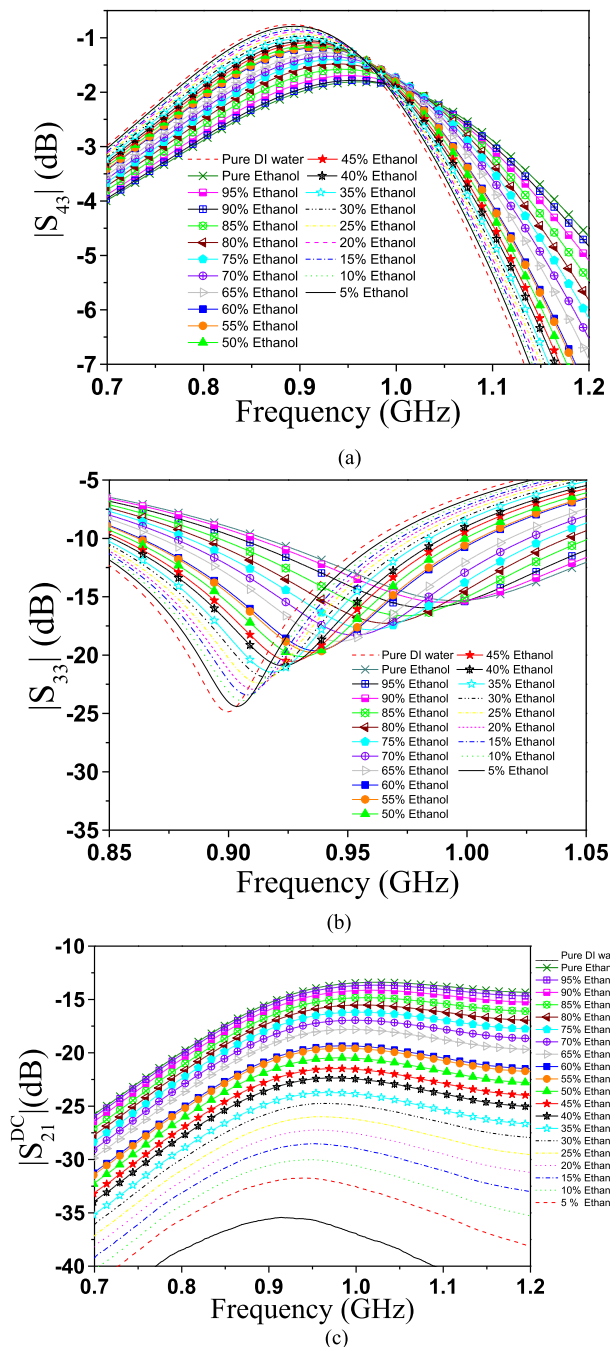 -1
-2
-3
-4
-5
-6
-7
|S43| (dB)
Pure DI water
Pure Ethanol
95% Ethanol
90% Ethanol
85% Ethanol
80% Ethanol
75% Ethanol
70% Ethanol
65% Ethanol
60% Ethanol
55% Ethanol
50% Ethanol
45% Ethanol
40% Ethanol
35% Ethanol
30% Ethanol
25% Ethanol
20% Ethanol
15% Ethanol
10% Ethanol
5% Ethanol
0.7 0.8 0.9 1.0 1.1 1.2
Frequency (GHz)
(a)
-5
-10
-15
-20
-25
-30
-35
|S33| (dB)
Pure DI water
Pure Ethanol
95% Ethanol
90% Ethanol
85% Ethanol
80% Ethanol
75% Ethanol
70% Ethanol
65% Ethanol
60% Ethanol
55% Ethanol
50% Ethanol
45% Ethanol
40% Ethanol
35% Ethanol
30% Ethanol
25% Ethanol
20% Ethanol
15% Ethanol
10% Ethanol
5% Ethanol
0.85 0.90 0.95 1.00 1.05
Frequency (GHz)
(b)
-10
-15
-20
-25
-30
-35
-40
|S21DC|(dB)
Pure DI wa
Pure Ethan
95% Ethan
90% Ethan
85% Ethan
80% Ethan
75% Ethan
70% Ethan
65% Ethan
60% Ethan
55% Ethan
50% Ethan
45% Ethan
40% Ethan
35% Ethan
30% Ethan
25% Ethan
20% Ethan
15% Ethan
10% Ethan
5 % Ethan
0.7 0.8 0.9 1.0 1.1 1.2
Frequency (GHz)
(c)